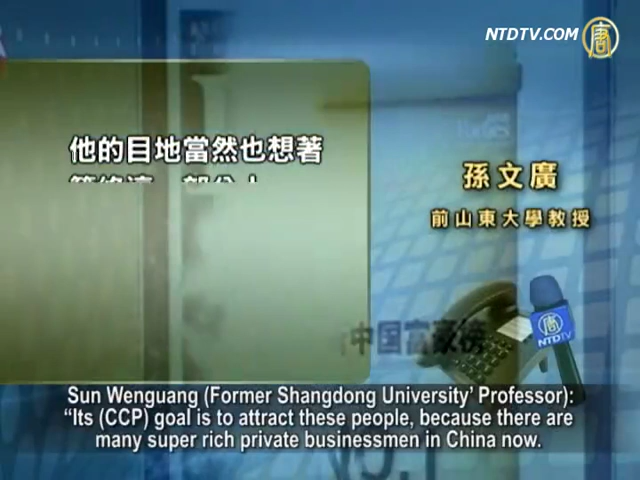 NTDTV.COM
他的目地當然也想著
孫文廣
前山東大學教授
中国富豪榜
NTDTV
Sun Wenguang (Former Shangdong University' Professor):
“Its (CCP) goal is to attract these people, because there are
many super rich private businessmen in China now.